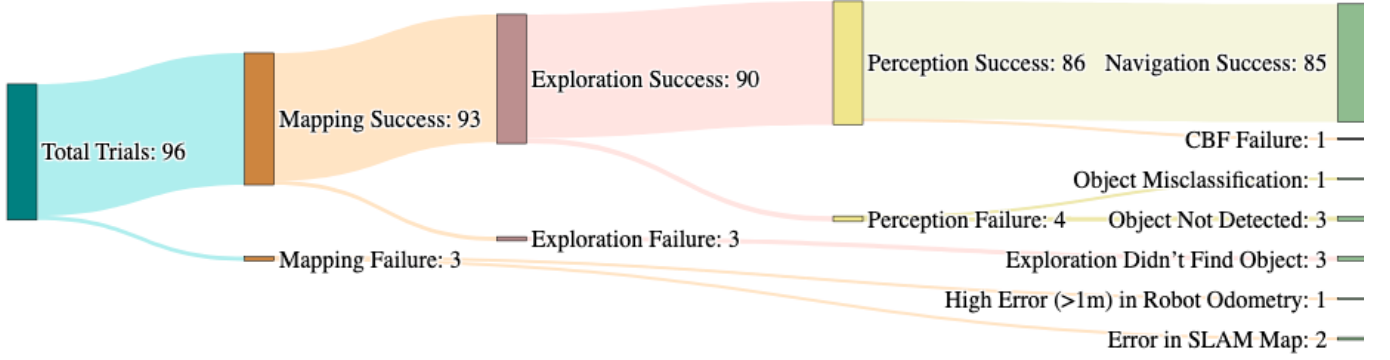 Total Trials: 96
Mapping Success: 93
Mapping Failure: 3
Exploration Success: 90
Exploration Failure: 3
Perception Success: 86
Perception Failure: 4
Navigation Success: 85
CBF Failure: 1
Object Misclassification: 1
Object Not Detected: 3
Exploration Didn't Find Object: 3
High Error (>1m) in Robot Odometry: 1
Error in SLAM Map: 2